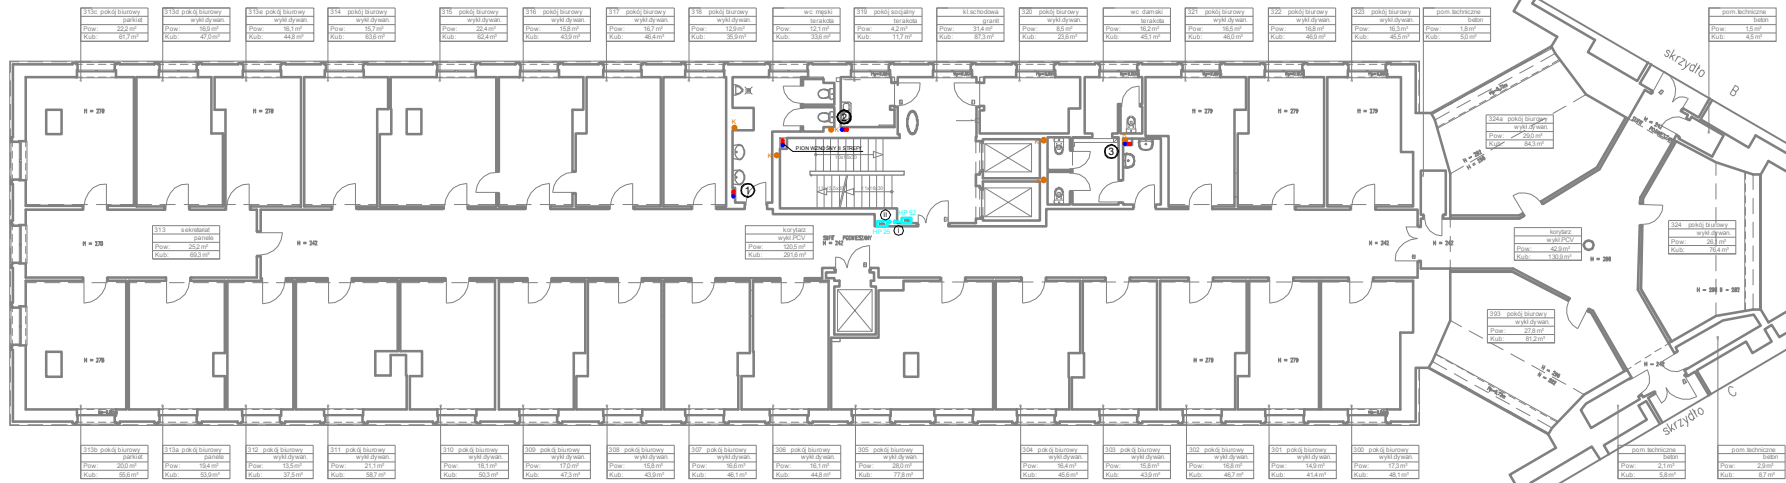 313c pokój biurowy
parkiet
Pow: 22,2 m²
Kub: 61,7 m³
313d pokój biurowy
wykł.dywan.
Pow: 16,9 m²
Kub: 47,0 m³
313e pokój biurowy
wykł.dywan.
Pow: 16,1 m²
Kub: 44,8 m³
314 pokój biurowy
wykł.dywan.
Pow: 15,7 m²
Kub: 63,6 m³
315 pokój biurowy
wykł.dywan.
Pow: 22,4 m²
Kub: 62,4 m³
316 pokój biurowy
wykł.dywan.
Pow: 15,8 m²
Kub: 43,9 m³
317 pokój biurowy
wykł.dywan.
Pow: 16,7 m²
Kub: 46,4 m³
318 pokój biurowy
wykł.dywan.
Pow: 12,9 m²
Kub: 35,9 m³
wc męski
terakota
Pow: 12,1 m²
Kub: 33,6 m³
319 pokój socjalny
terakota
Pow: 4,2 m²
Kub: 11,7 m³
kl.schodowa
granit
Pow: 31,4 m²
Kub: 87,3 m³
320 pokój biurowy
wykł.dywan.
Pow: 8,5 m²
Kub: 23,6 m³
wc damski
terakota
Pow: 16,2 m²
Kub: 45,1 m³
321 pokój biurowy
wykł.dywan.
Pow: 16,5 m²
Kub: 46,0 m³
322 pokój biurowy
wykł.dywan.
Pow: 16,8 m²
Kub: 46,9 m³
323 pokój biurowy
wykł.dywan.
Pow: 16,3 m²
Kub: 45,5 m³
pom.techniczne
beton
Pow: 1,8 m²
Kub: 5,0 m³
pom.techniczne
beton
Pow: 1,5 m²
Kub: 4,5 m³
skrzydło
B
H = 278
H = 278
H = 279
H = 279
H = 279
K
K
K
1
2
3
PION WZNOŚNY II STREFY
324a pokój biurowy
wykł.dywan.
Pow: 29,0 m²
Kub: 84,3 m³
313 sekretariat
panele
Pow: 25,2 m²
Kub: 69,3 m³
H = 278
H = 242
korytarz
wykł.PCV
Pow: 120,5 m²
Kub: 291,6 m³
SUFIT PODWIESZANY
H = 242
II
I
HP 52
HP 25
H = 242
H = 242
korytarz
wykł.PCV
Pow: 42,9 m²
Kub: 130,9 m³
H = 298
324 pokój biurowy
wykł.dywan.
Kub: 76,4 m³
H = 278
H = 279
H = 279
393 pokój biurowy
wykł.dywan.
Pow: 27,8 m²
Kub: 81,2 m³
H = 242
skrzydło
C
313b pokój biurowy
parkiet
Pow: 20,0 m²
Kub: 55,6 m³
313a pokój biurowy
panele
Pow: 19,4 m²
Kub: 53,9 m³
312 pokój biurowy
wykł.dywan.
Pow: 13,5 m²
Kub: 37,5 m³
311 pokój biurowy
wykł.dywan.
Pow: 21,1 m²
Kub: 58,7 m³
310 pokój biurowy
wykł.dywan.
Pow: 18,1 m²
Kub: 50,3 m³
309 pokój biurowy
wykł.dywan.
Pow: 17,0 m²
Kub: 47,3 m³
308 pokój biurowy
wykł.dywan.
Pow: 15,8 m²
Kub: 43,9 m³
307 pokój biurowy
wykł.dywan.
Pow: 16,6 m²
Kub: 46,1 m³
306 pokój biurowy
wykł.dywan.
Pow: 16,1 m²
Kub: 44,8 m³
305 pokój biurowy
wykł.dywan.
Pow: 28,0 m²
Kub: 77,8 m³
304 pokój biurowy
wykł.dywan.
Pow: 16,4 m²
Kub: 45,6 m³
303 pokój biurowy
wykł.dywan.
Pow: 15,8 m²
Kub: 43,9 m³
302 pokój biurowy
wykł.dywan.
Pow: 16,8 m²
Kub: 46,7 m³
301 pokój biurowy
wykł.dywan.
Pow: 14,9 m²
Kub: 41,4 m³
300 pokój biurowy
wykł.dywan.
Pow: 17,3 m²
Kub: 48,1 m³
pom.techniczne
beton
Pow: 2,1 m²
Kub: 5,8 m³
pom.techniczne
beton
Pow: 2,9 m²
Kub: 8,7 m³